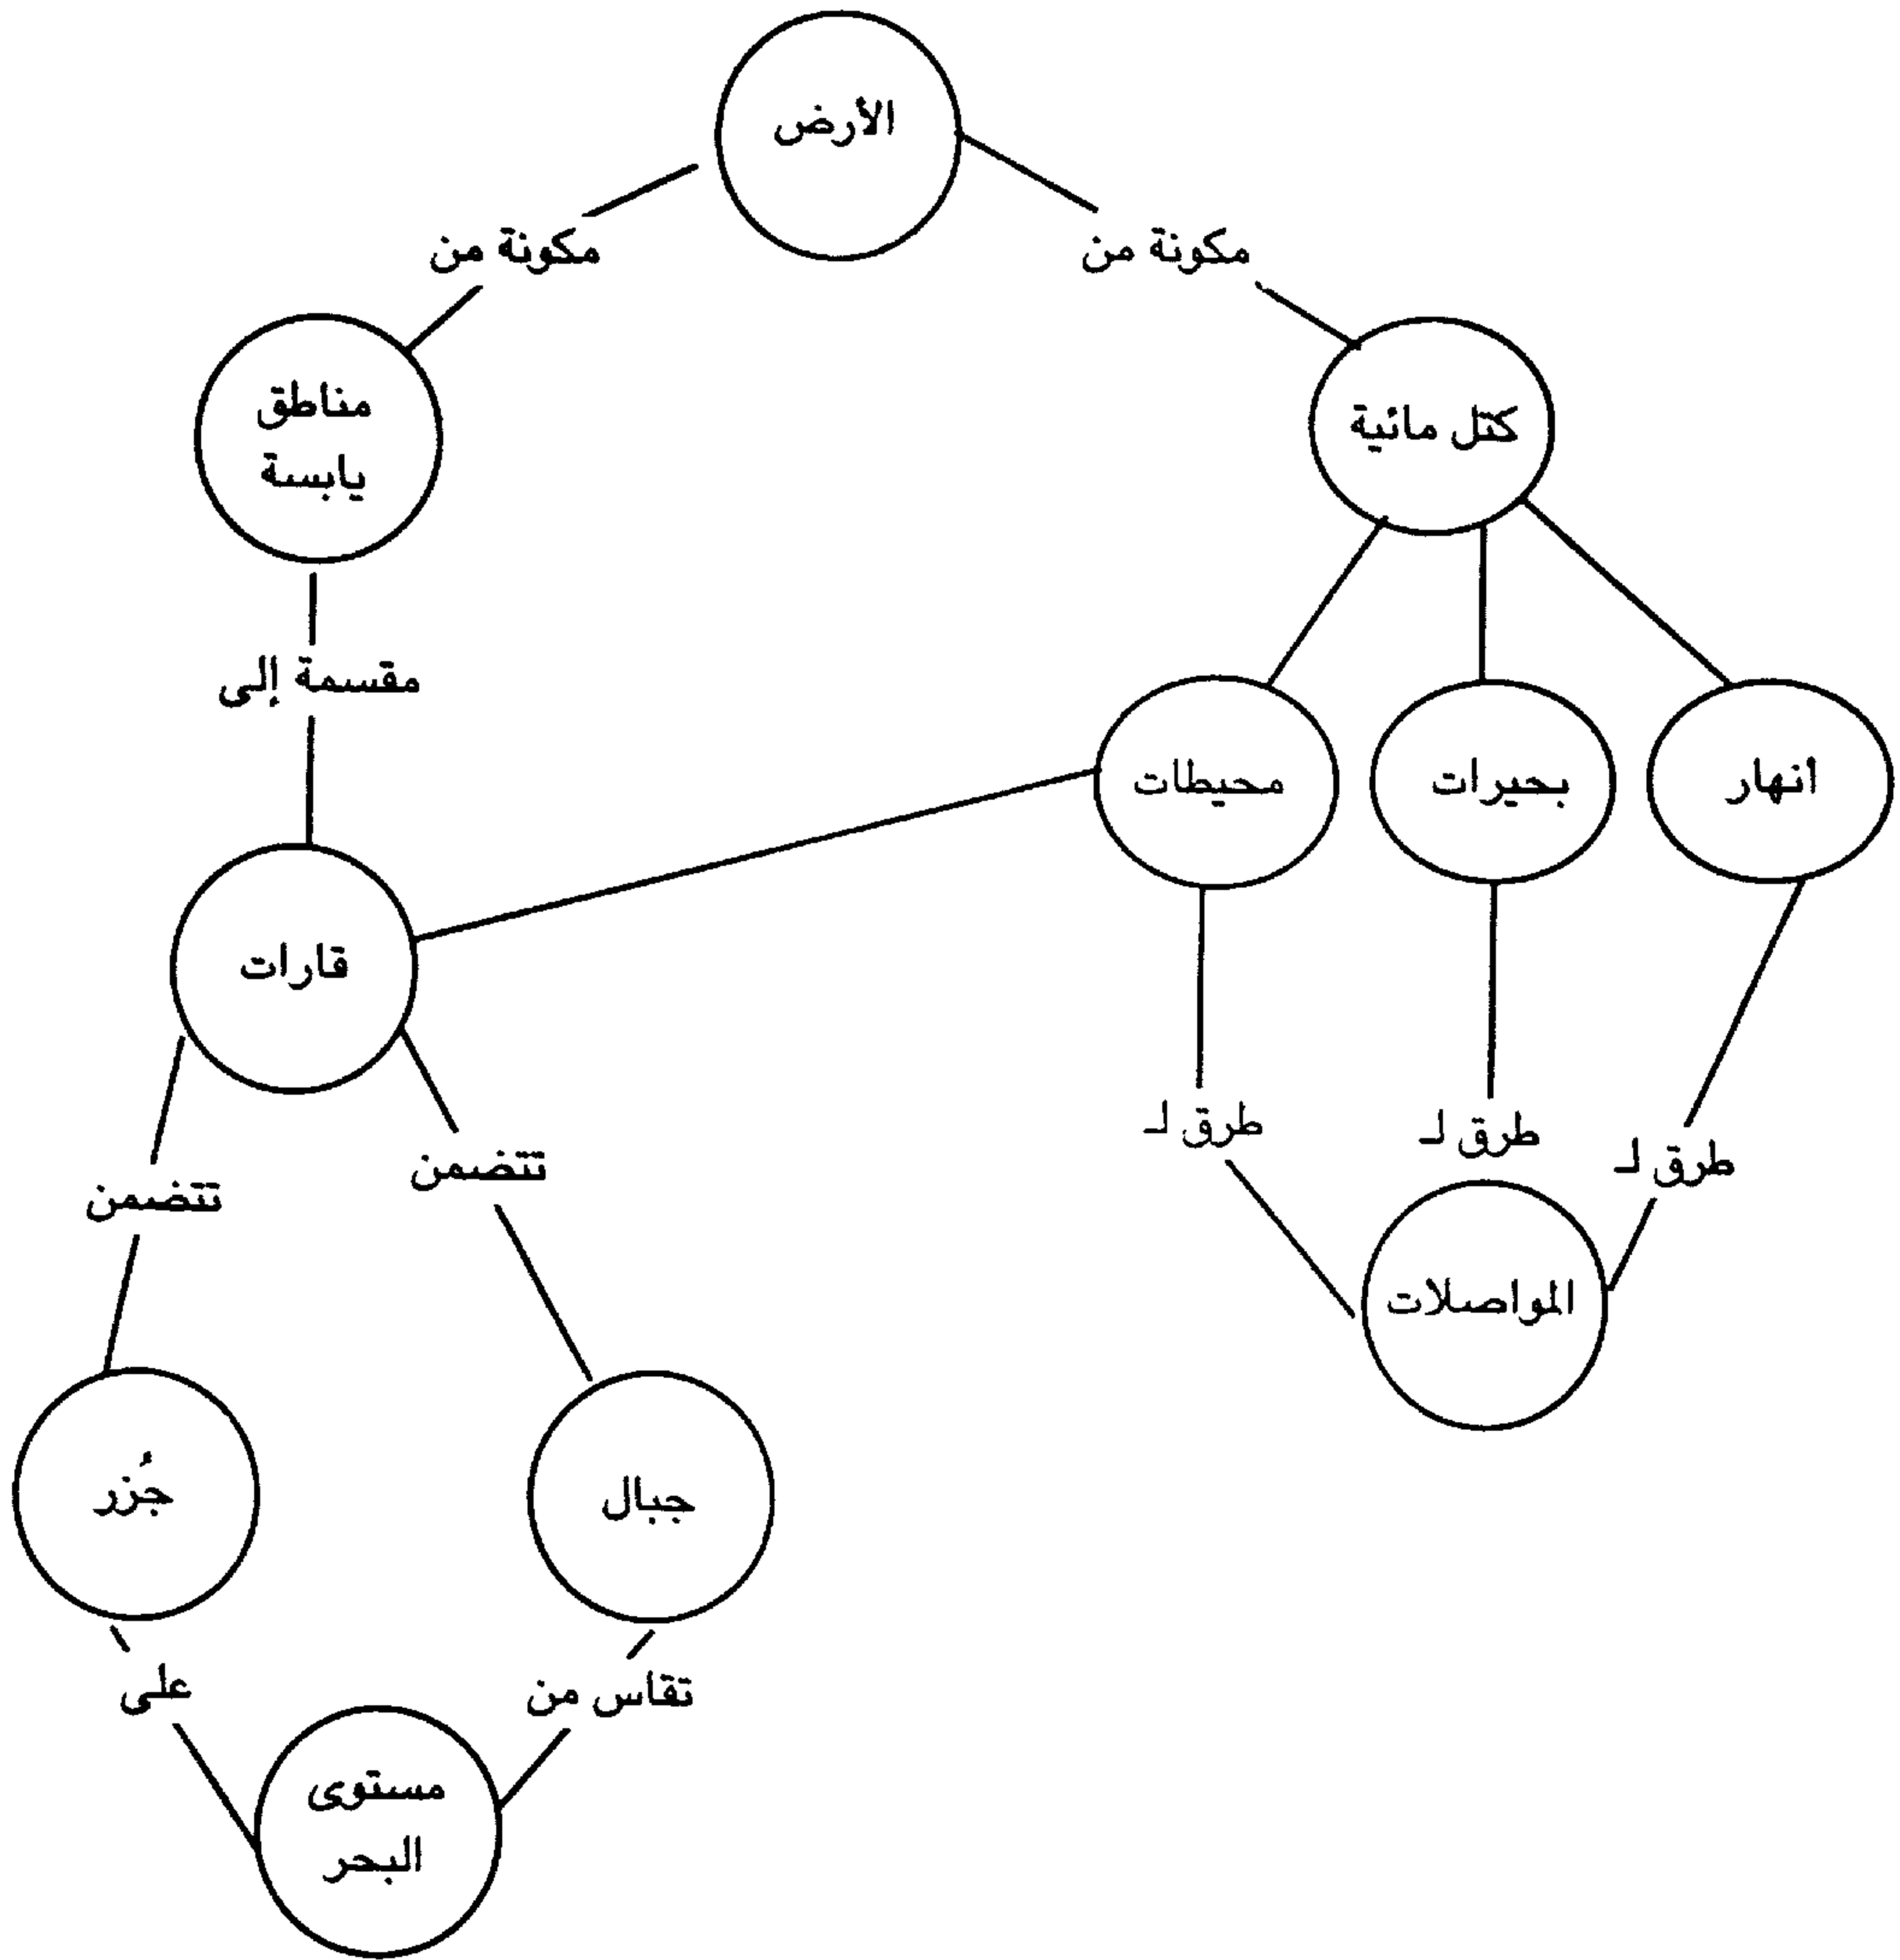 الأرض
مكونة من
مكونة من
كتل مائية
مناطق
يابسة
مقسمة إلى
انهار
بحيرات
محيطات
قارات
طرق لـ
طرق لـ
طرق لـ
تتضمن
تتضمن
المواصلات
جبال
جُزر
تقاس من
على
مستوى
البحر